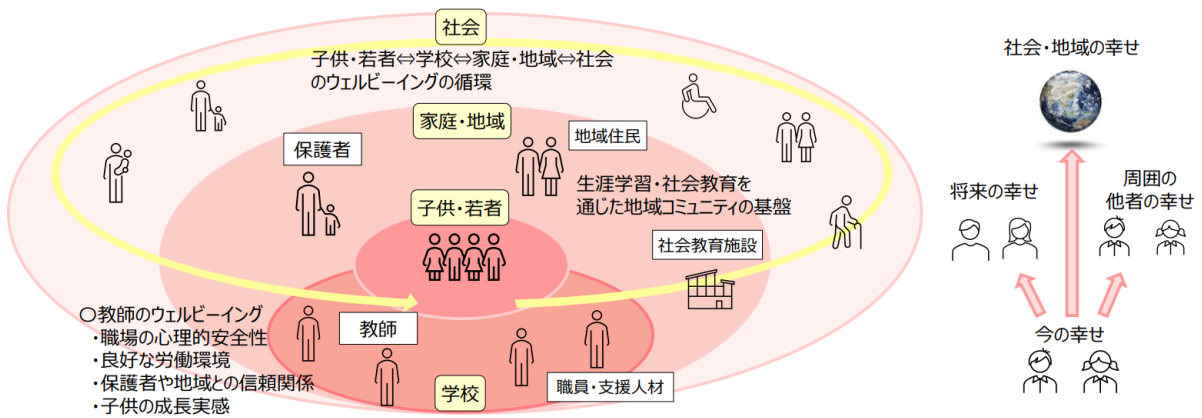 社会
子供・若者⇔学校⇔家庭・地域⇔社会
のウェルビーイングの循環
家庭・地域
地域住民
保護者
生涯学習・社会教育を
通じた地域コミュニティの基盤
子供・若者
社会教育施設
〇教師のウェルビーイング
・職場の心理的安全性
・良好な労働環境
・保護者や地域との信頼関係
・子供の成長実感
教師
職員・支援人材
学校
社会・地域の幸せ
将来の幸せ
周囲の
他者の幸せ
今の幸せ